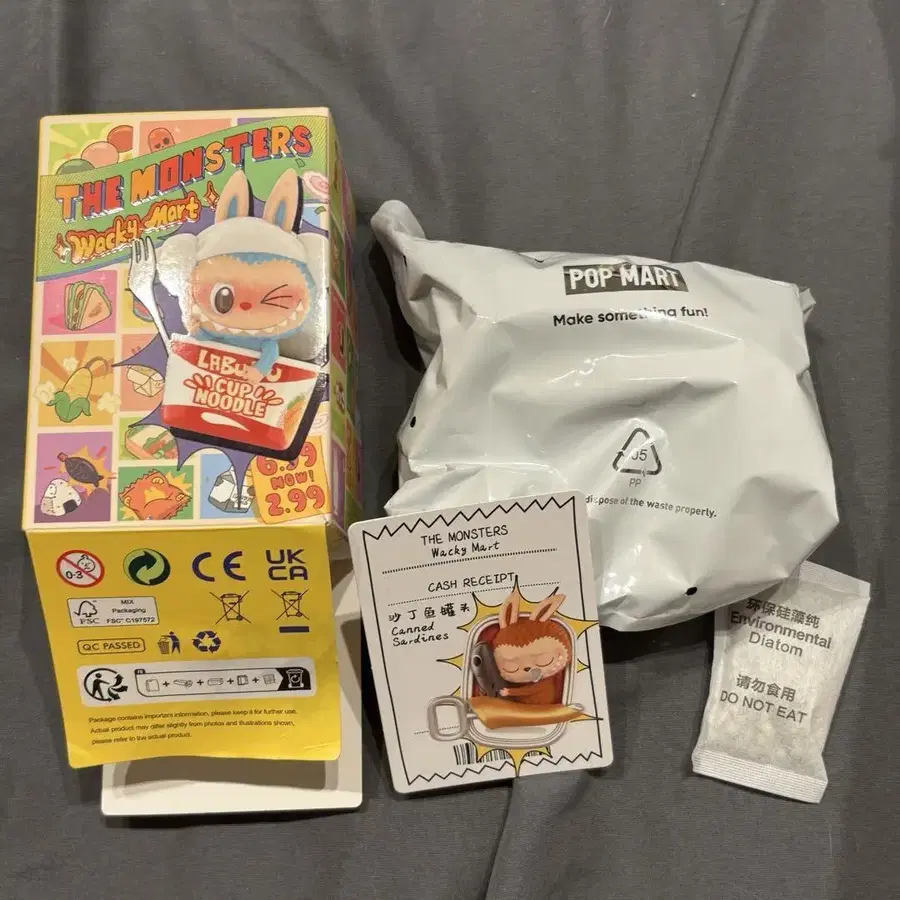 THE MONSTERS
Wacky Mart
LABUBU
CUP
NOODLE
6.99
NOW!
2.99
0-3
CE
UK
CA
FSC
MIX
Packaging
FSC® C197572
QC PASSED
FR
Package contains important information, please keep it for further use.
Actual product may differ slightly from photos and illustrations shown,
please refer to the actual product.
POP MART
Make something fun!
05
PP
dispose of the waste properly.
THE MONSTERS
Wacky Mart
CASH RECEIPT
沙丁鱼罐头
Canned
Sardines
环保硅藻纯
Environmental
Diatom
请勿食用
DO NOT EAT